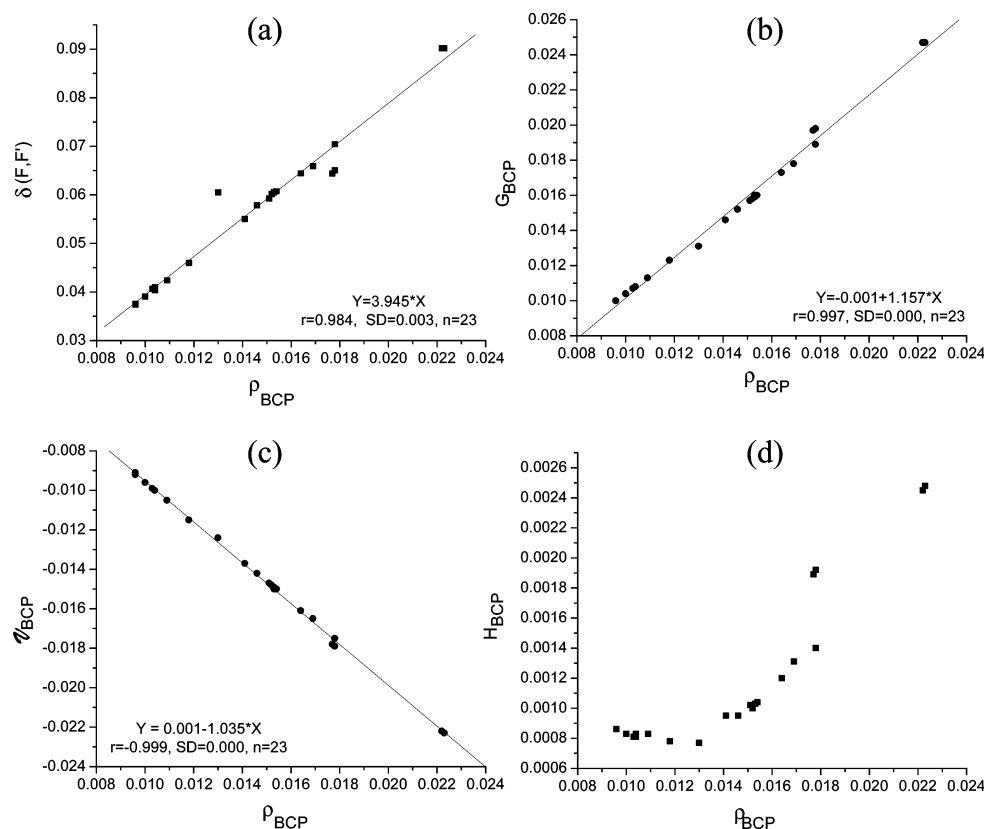 (a)
0.09
0.08
0.07
0.06
0.05
0.04
0.03
δ (F,F')
Y=3.945*X
r=0.984, SD=0.003, n=23
0.008 0.010 0.012 0.014 0.016 0.018 0.020 0.022 0.024
ρBCP
(b)
0.026
0.024
0.022
0.020
0.018
0.016
0.014
0.012
0.010
0.008
GBCP
Y=-0.001+1.157*X
r=0.997, SD=0.000, n=23
0.008 0.010 0.012 0.014 0.016 0.018 0.020 0.022 0.024
ρBCP
(c)
-0.008
-0.010
-0.012
-0.014
-0.016
-0.018
-0.020
-0.022
-0.024
𝒱BCP
Y = 0.001-1.035*X
r=-0.999, SD=0.000, n=23
0.008 0.010 0.012 0.014 0.016 0.018 0.020 0.022 0.024
ρBCP
(d)
0.0026
0.0024
0.0022
0.0020
0.0018
0.0016
0.0014
0.0012
0.0010
0.0008
0.0006
HBCP
0.008 0.010 0.012 0.014 0.016 0.018 0.020 0.022 0.024
ρBCP